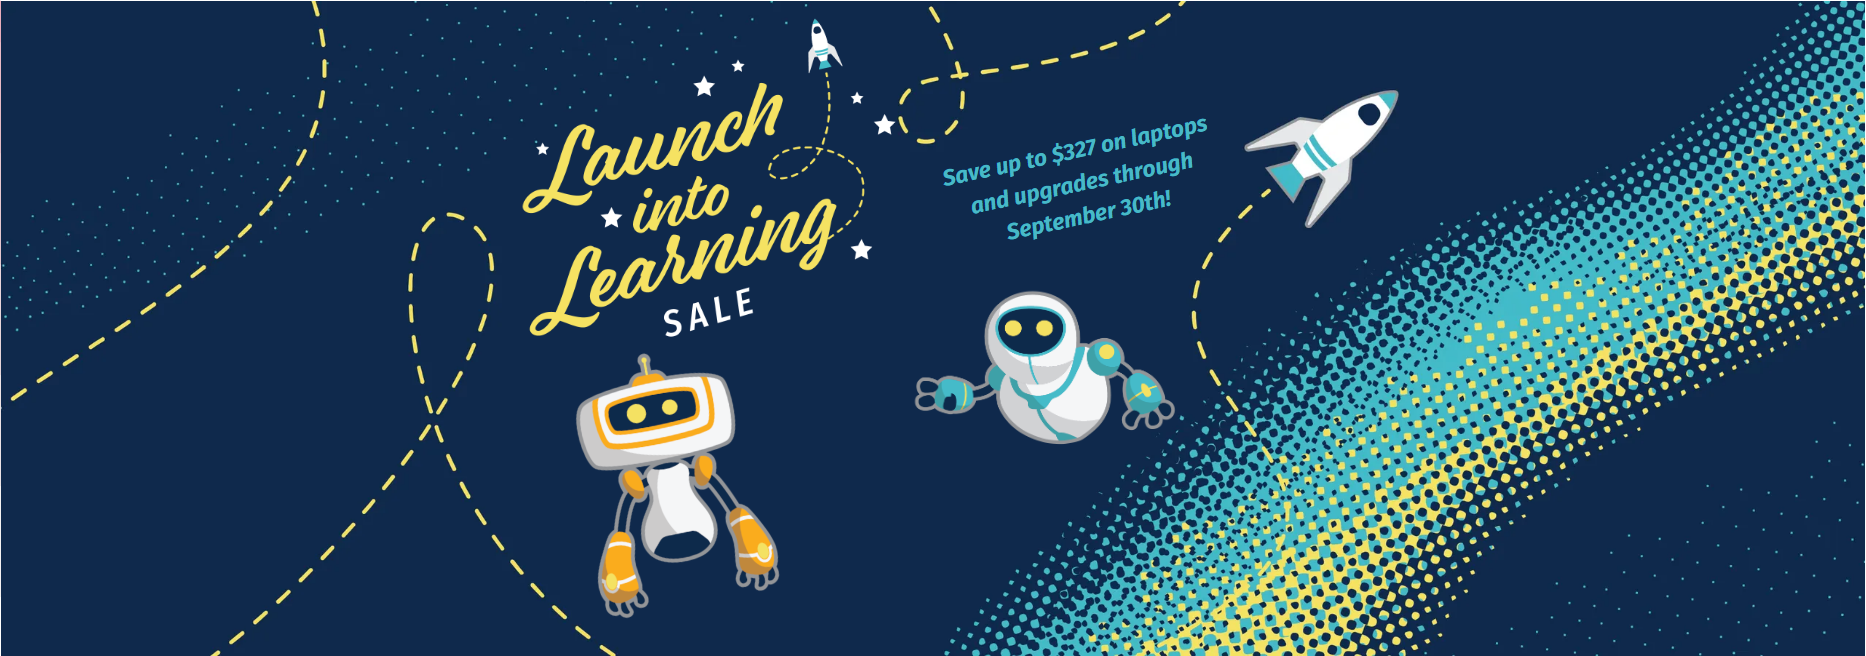 Launch
into
Learning
SALE
Save up to $327 on laptops
and upgrades through
September 30th!